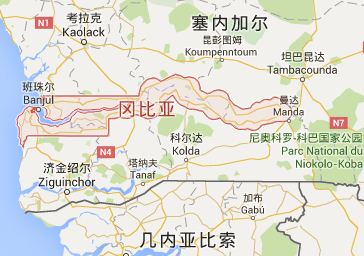 N1
考拉克
Kaolack
塞内加尔
昆彭图姆
Koumpenntoum
坦巴昆达
Tambacounda
班珠尔
Banjul
冈比亚
曼达
Manda
N7
N4
科尔达
Kolda
尼奥科罗-科巴国家公园
Parc National du
Niokolo-Koba
济金绍尔
Ziguinchor
塔纳夫
Tanaf
加布
Gabú
几内亚比索